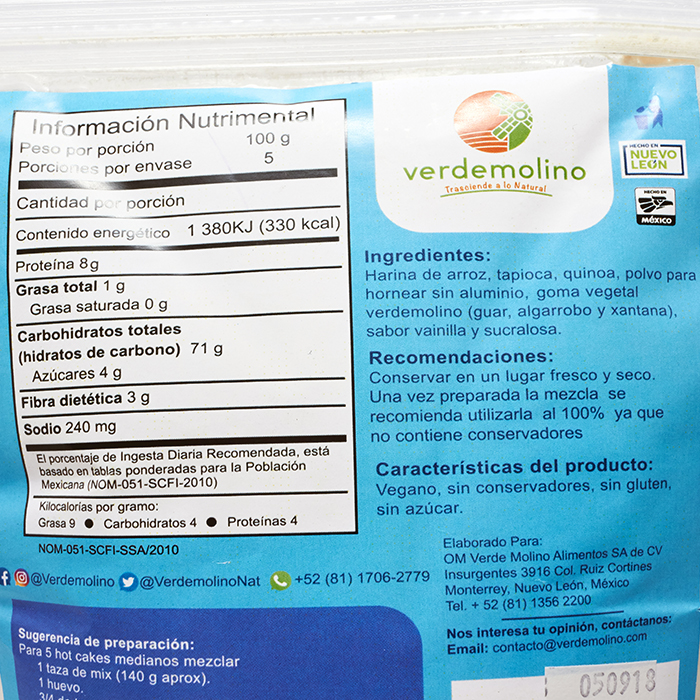 Información Nutrimental
Peso por porción 100 g
Porciones por envase 5
Cantidad por porción
Contenido energético 1 380KJ (330 kcal)
Proteína 8g
Grasa total 1 g
Grasa saturada 0 g
Carbohidratos totales
(hidratos de carbono) 71 g
Azúcares 4 g
Fibra dietética 3 g
Sodio 240 mg
El porcentaje de Ingesta Diaria Recomendada, está
basado en tablas ponderadas para la Población
Mexicana (NOM-051-SCFI-2010)
Kilocalorías por gramo:
Grasa 9 ● Carbohidratos 4 ● Proteínas 4
NOM-051-SCFI-SSA/2010
@Verdemolino @VerdemolinoNat +52 (81) 1706-2779
Sugerencia de preparación:
Para 5 hot cakes medianos mezclar
1 taza de mix (140 g aprox).
1 huevo.
verdemolino
Trasciende a lo Natural
HECHO EN
NUEVO
LEÓN
HECHO EN
MÉXICO
Ingredientes:
Harina de arroz, tapioca, quinoa, polvo para
hornear sin aluminio, goma vegetal
verdemolino (guar, algarrobo y xantana),
sabor vainilla y sucralosa.
Recomendaciones:
Conservar en un lugar fresco y seco.
Una vez preparada la mezcla se
recomienda utilizarla al 100% ya que
no contiene conservadores
Características del producto:
Vegano, sin conservadores, sin gluten,
sin azúcar.
Elaborado Para:
OM Verde Molino Alimentos SA de CV
Insurgentes 3916 Col. Ruiz Cortines
Monterrey, Nuevo León, México
Tel. + 52 (81) 1356 2200
Nos interesa tu opinión, contáctanos:
Email: contacto@verdemolino.com
050918